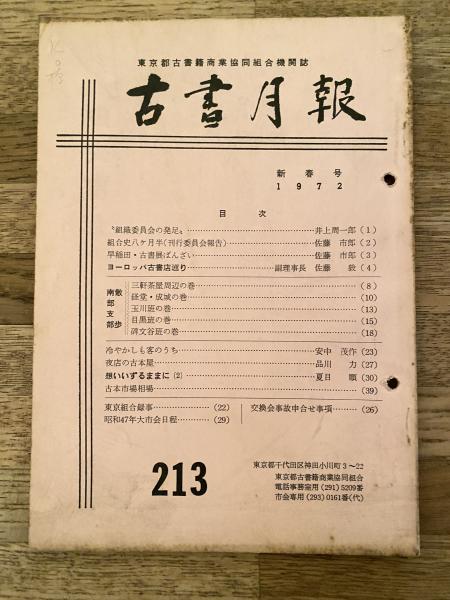 東京都古書籍商業協同組合機関誌
古書月報
新春号
1972
目次
〝組織委員会の発足〟……井上周一郎(1)
組合史八ケ月半(刊行委員会報告)……佐藤 市郎(2)
早稲田・古書展ばんざい……佐藤 市郎(3)
ヨーロッパ古書店巡り……副理事長 佐藤 毅(4)
南部支部散歩
三軒茶屋周辺の巻……(8)
経堂・成城の巻……(10)
玉川班の巻……(13)
目黒班の巻……(15)
碑文谷班の巻……(18)
冷やかしも客のうち……安中 茂作(23)
夜店の古本屋……品川 力(27)
想いいずるままに(2)……夏目 順(30)
古本市場相場……(39)
東京組合録事……(22)
交換会事故申合せ事項……(26)
昭和47年大市会日程……(29)
213
東京都千代田区神田小川町3〜22
東京都古書籍商業協同組合
電話事務室用(291)5209番
市会専用(293)0161番(代)